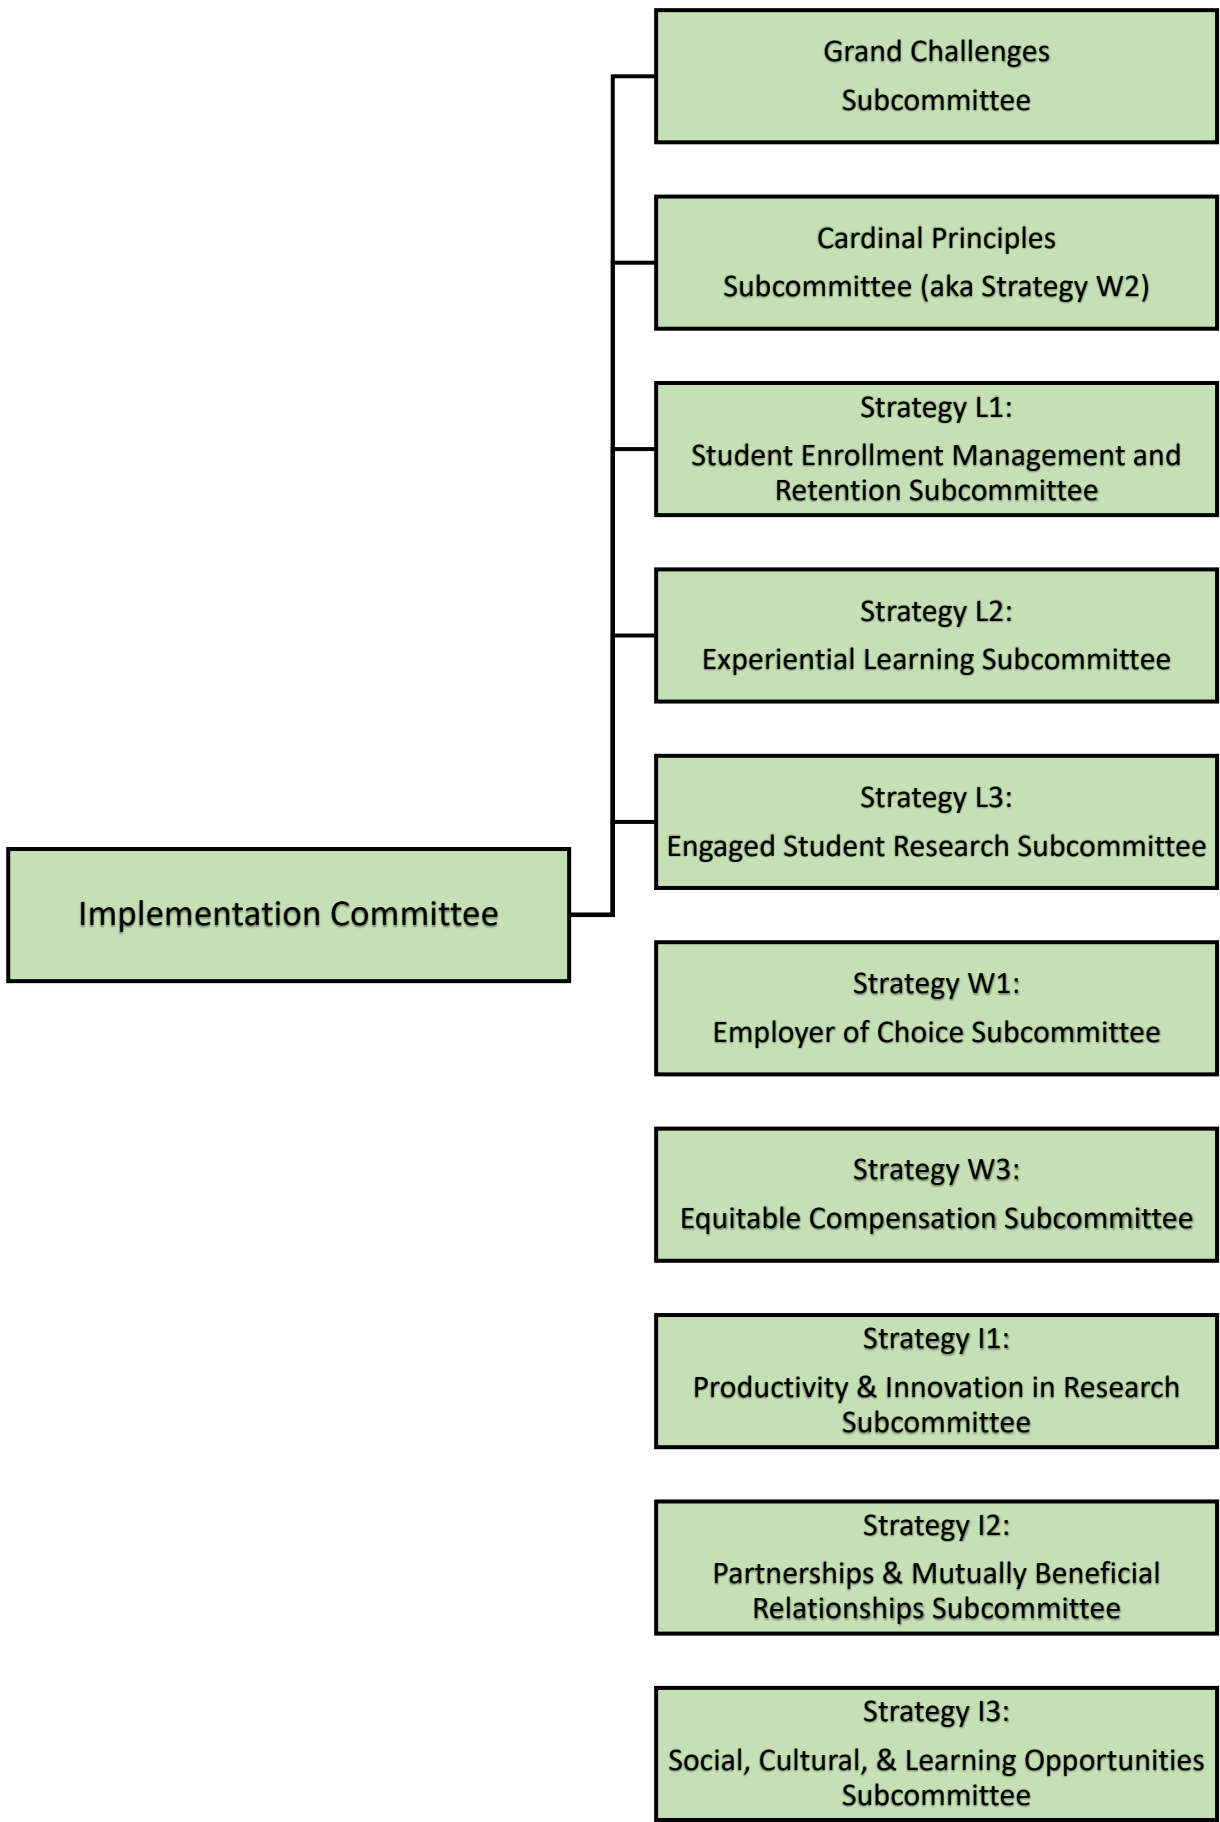 Grand Challenges
Subcommittee
Cardinal Principles
Subcommittee (aka Strategy W2)
Strategy L1:
Student Enrollment Management and
Retention Subcommittee
Strategy L2:
Experiential Learning Subcommittee
Strategy L3:
Engaged Student Research Subcommittee
Implementation Committee
Strategy W1:
Employer of Choice Subcommittee
Strategy W3:
Equitable Compensation Subcommittee
Strategy I1:
Productivity & Innovation in Research
Subcommittee
Strategy I2:
Partnerships & Mutually Beneficial
Relationships Subcommittee
Strategy I3:
Social, Cultural, & Learning Opportunities
Subcommittee